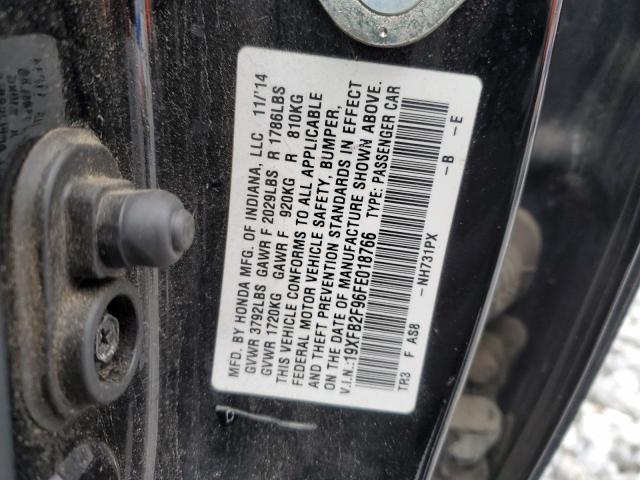 MFD. BY HONDA MFG. OF INDIANA, LLC 11/'14
GVWR 3792LBS GAWR F 2029LBS R 1786LBS
GVWR 1720KG GAWR F 920KG R 810KG
THIS VEHICLE CONFORMS TO ALL APPLICABLE
FEDERAL MOTOR VEHICLE SAFETY, BUMPER,
AND THEFT PREVENTION STANDARDS IN EFFECT
ON THE DATE OF MANUFACTURE SHOWN ABOVE.
V.I.N.:19XFB2F96FE018766 TYPE: PASSENGER CAR
TR3 F AS8 -NH731PX -B -E